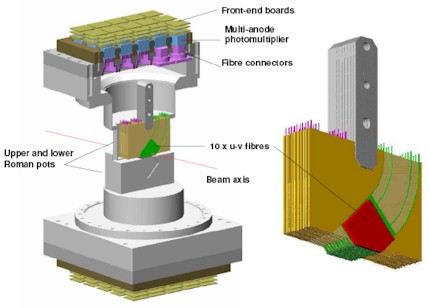 Front-end boards
Multi-anode
photomultiplier
Fibre connectors
Upper and lower
Roman pots
10 x u-v fibres
Beam axis